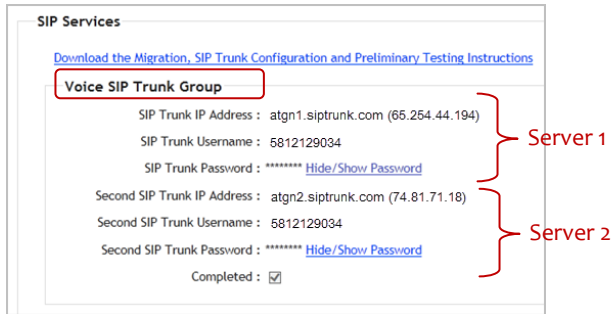 SIP Services
Download the Migration, SIP Trunk Configuration and Preliminary Testing Instructions
Voice SIP Trunk Group
SIP Trunk IP Address : atgn1.siptrunk.com (65.254.44.194)
SIP Trunk Username : 5812129034
SIP Trunk Password : ******** Hide/Show Password
Server 1
Second SIP Trunk IP Address : atgn2.siptrunk.com (74.81.71.18)
Second SIP Trunk Username : 5812129034
Second SIP Trunk Password : ******** Hide/Show Password
Server 2
Completed :